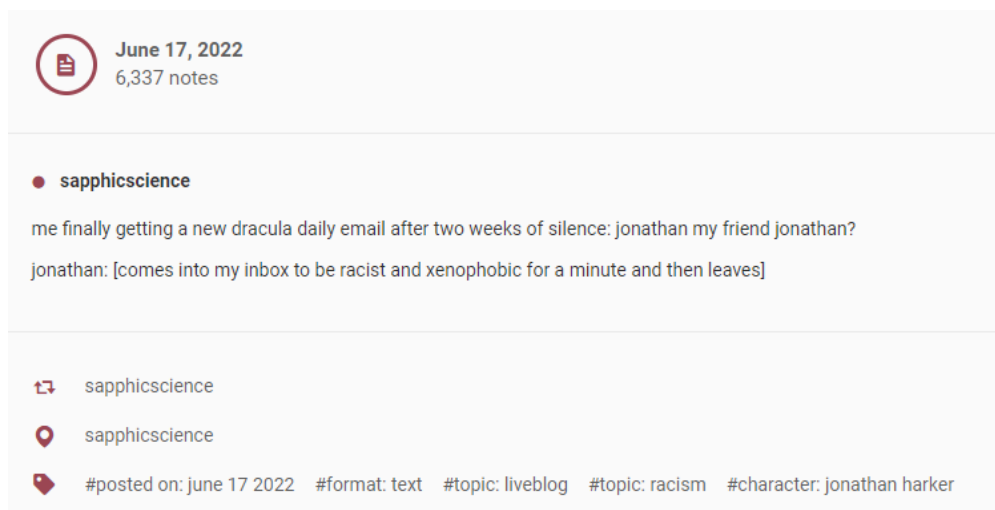 June 17, 2022
6,337 notes
sapphicscience
me finally getting a new dracula daily email after two weeks of silence: jonathan my friend jonathan?
jonathan: [comes into my inbox to be racist and xenophobic for a minute and then leaves]
sapphicscience
sapphicscience
#posted on: june 17 2022 #format: text #topic: liveblog #topic: racism #character: jonathan harker